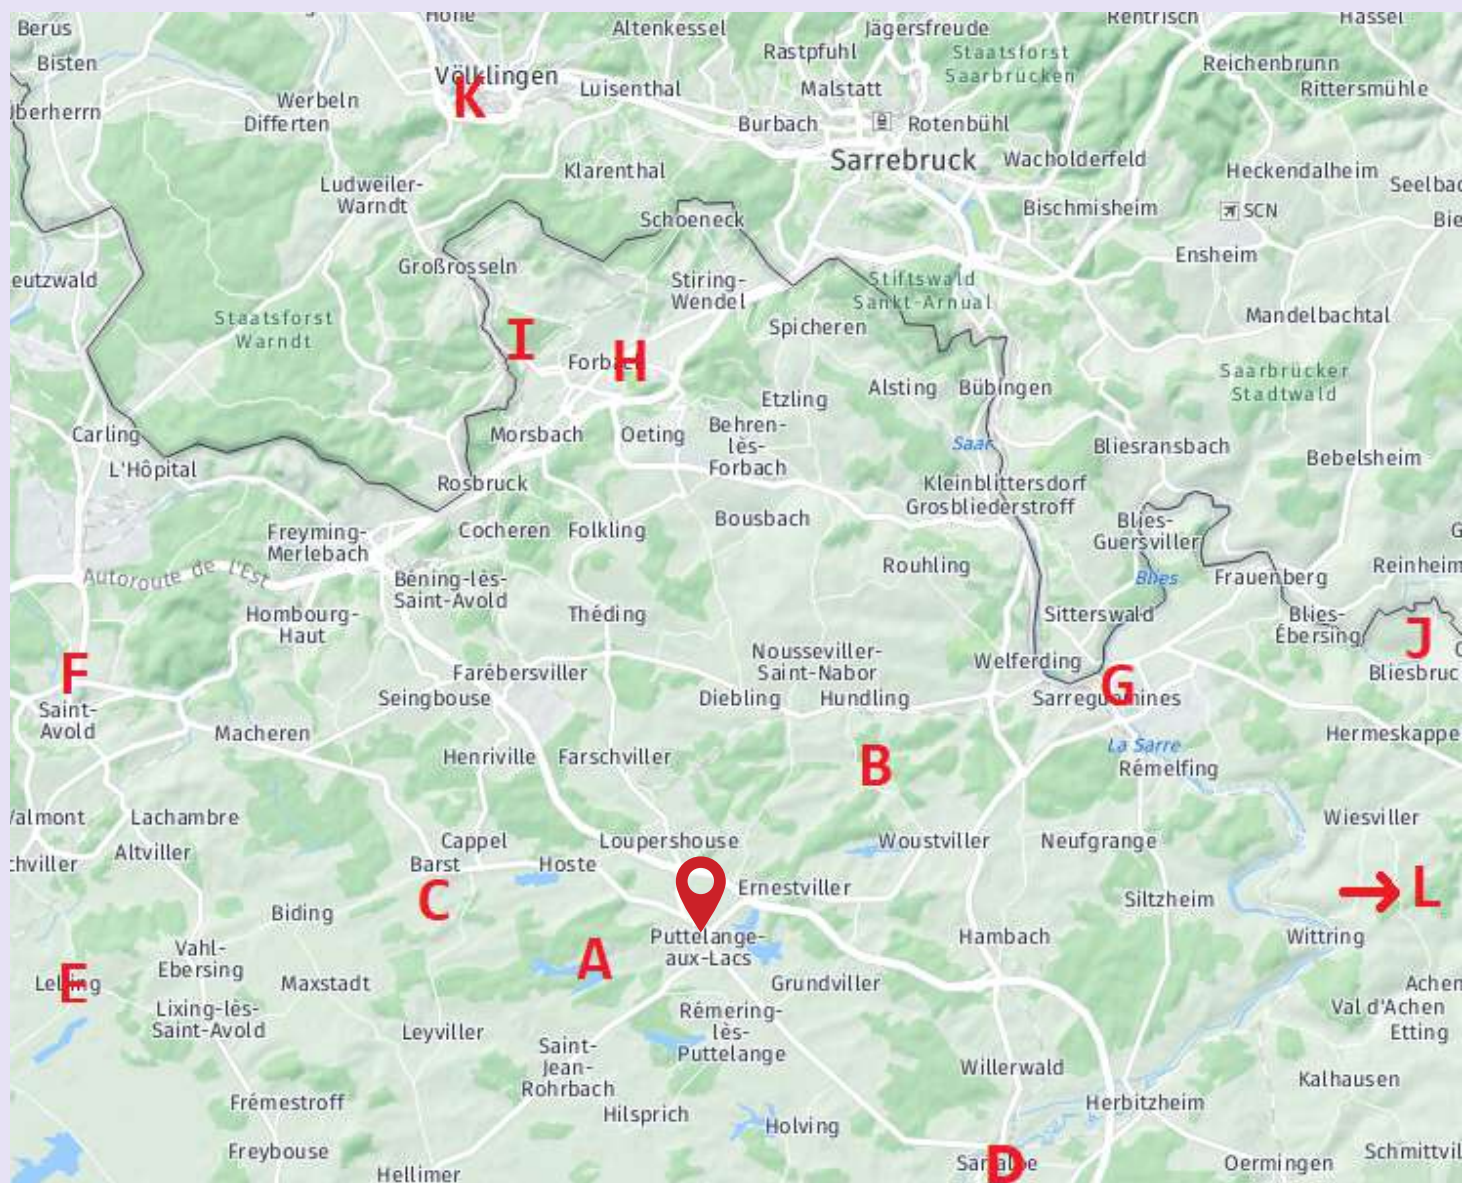 Berus
Altenkessel
Jägersfreude
Rentrisch
Hassel
Bisten
Rastpfuhl
Staatsforst
Saarbrücken
Reichenbrunn
Völklingen
K
Luisenthal
Malstatt
Rittersmühle
Werbeln
Differten
Burbach
Rotenbühl
Sarrebruck
Wacholderfeld
Klarenthal
Heckendalheim
Ludweiler-
Warndt
Schoeneck
Bischmisheim
SCN
Ensheim
Großrosseln
Stiring-
Wendel
Stiftswald
Sankt-Arnual
Staatsforst
Warndt
Spicheren
Mandelbachtal
I
Forbach
H
Alsting
Bübingen
Saarbrücker
Stadtwald
Etzling
Carling
Morsbach
Oeting
Behren-
lès-
Forbach
Saar
Bliesransbach
Bebelsheim
L'Hôpital
Rosbruck
Kleinblittersdorf
Grosbliederstroff
Freyming-
Merlebach
Cocheren
Folkling
Bousbach
Blies-
Guersviller
Autoroute de l'Est
Béning-lès-
Saint-Avold
Rouhling
Blies
Frauenberg
Reinheim
Hombourg-
Haut
Théding
Sitterswald
Blies-
Ébersing
J
F
Farébersviller
Nousseviller-
Saint-Nabor
Welferding
G
Saint-
Avold
Seingbouse
Diebling
Hundling
Sarreguemines
Macheren
Henriville
Farschviller
B
La Sarre
Rémelfing
Lachambre
Wiesviller
Altviller
Cappel
Barst
Hoste
Loupershouse
Woustviller
Neufgrange
C
Ernestviller
Siltzheim
L
Biding
Puttelange-
aux-Lacs
Hambach
Wittring
Vahl-
Ebersing
E
Maxstadt
A
Grundviller
Achen
Val d'Achen
Lixing-lès-
Saint-Avold
Leyviller
Rémering-
lès-
Puttelange
Etting
Saint-
Jean-
Rohrbach
Willerwald
Kalhausen
Frémestroff
Hilsprich
Holving
Herbitzheim
Freybouse
Hellimer
D
Oermingen